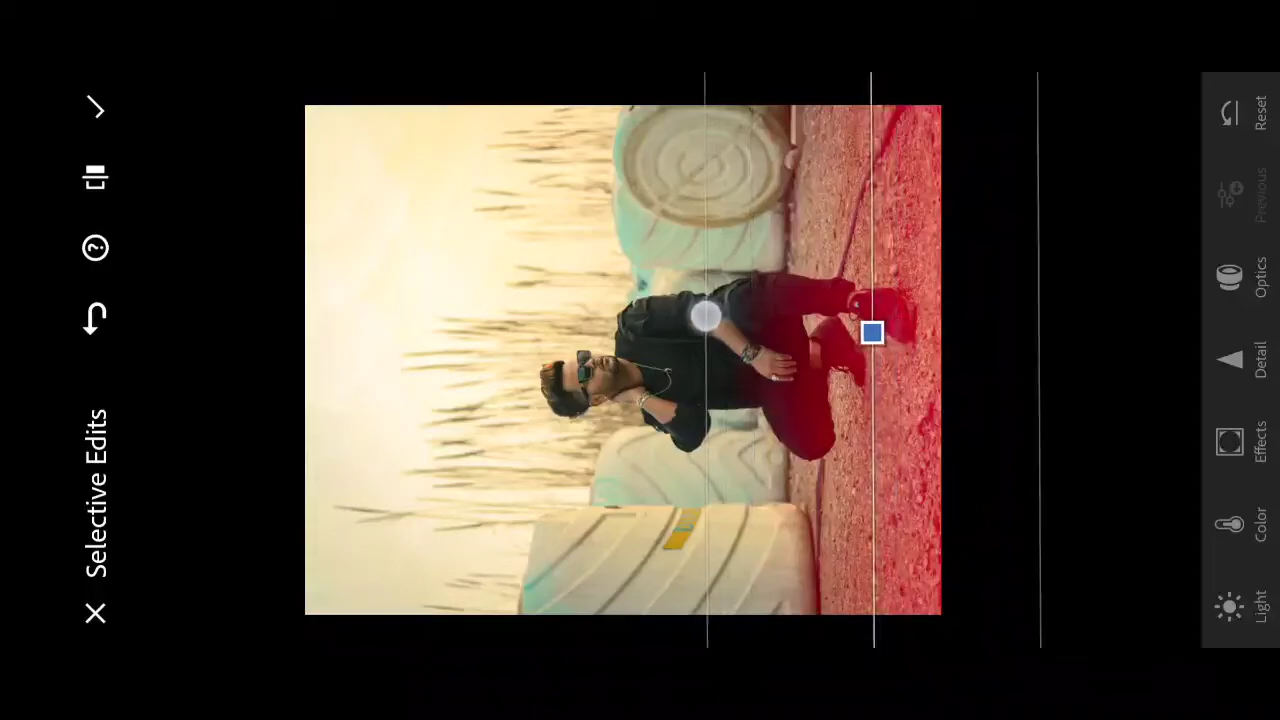 Selective Edits
Light
Color
Effects
Detail
Optics
Previous
Reset